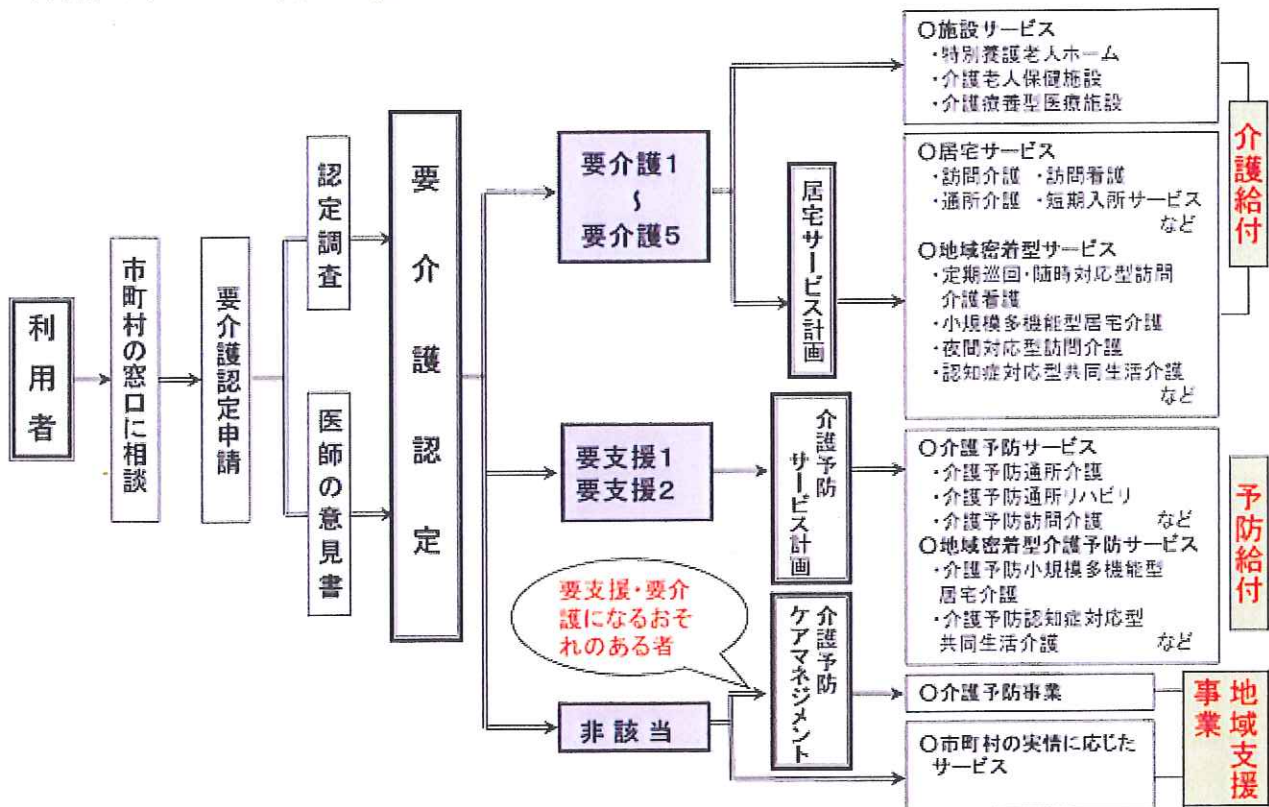 利用者
市町村の窓口に相談
要介護認定申請
認定調査
医師の意見書
要介護認定
要介護1
〜
要介護5
要支援1
要支援2
要支援・要介
護になるおそ
れのある者
非該当
居宅サービス計画
介護予防
サービス計画
介護予防
ケアマネジメント
○施設サービス
・特別養護老人ホーム
・介護老人保健施設
・介護療養型医療施設
○居宅サービス
・訪問介護 ・訪問看護
・通所介護 ・短期入所サービス
など
○地域密着型サービス
・定期巡回・随時対応型訪問
介護看護
・小規模多機能型居宅介護
・夜間対応型訪問介護
・認知症対応型共同生活介護
など
介護給付
○介護予防サービス
・介護予防通所介護
・介護予防通所リハビリ
・介護予防訪問介護 など
○地域密着型介護予防サービス
・介護予防小規模多機能型
居宅介護
・介護予防認知症対応型
共同生活介護 など
予防給付
○介護予防事業
○市町村の実情に応じた
サービス
地域支援
事業